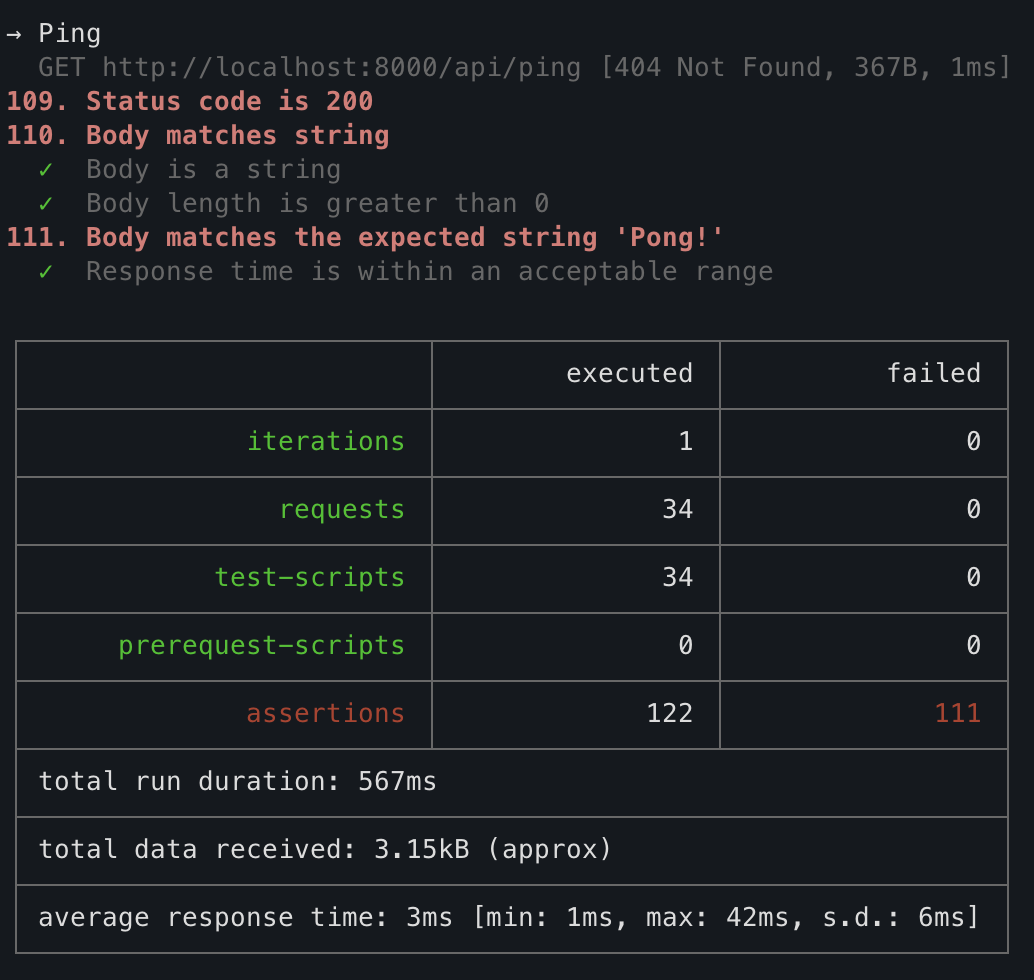 → Ping
GET http://localhost:8000/api/ping [404 Not Found, 367B, 1ms]
109. Status code is 200
110. Body matches string
✓ Body is a string
✓ Body length is greater than 0
111. Body matches the expected string 'Pong!'
✓ Response time is within an acceptable range
executed failed
iterations 1 0
requests 34 0
test-scripts 34 0
prerequest-scripts 0 0
assertions 122 111
total run duration: 567ms
total data received: 3.15kB (approx)
average response time: 3ms [min: 1ms, max: 42ms, s.d.: 6ms]